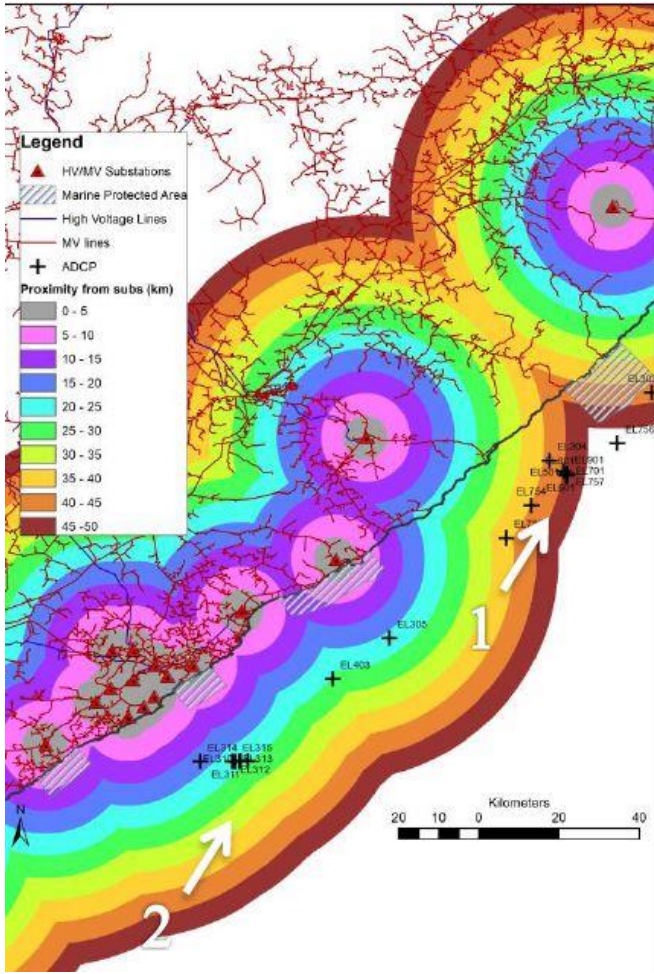 Legend
HV/MV Substations
Marine Protected Area
High Voltage Lines
MV lines
ADCP
Proximity from subs (km)
0 - 5
5 - 10
10 - 15
15 - 20
20 - 25
25 - 30
30 - 35
35 - 40
40 - 45
45 -50
EL756
EL304
EL901
EL701
EL757
EL754
1
EL305
EL403
EL314
EL315
EL313
EL311
EL312
N
Kilometers
20 10 0 20 40
2